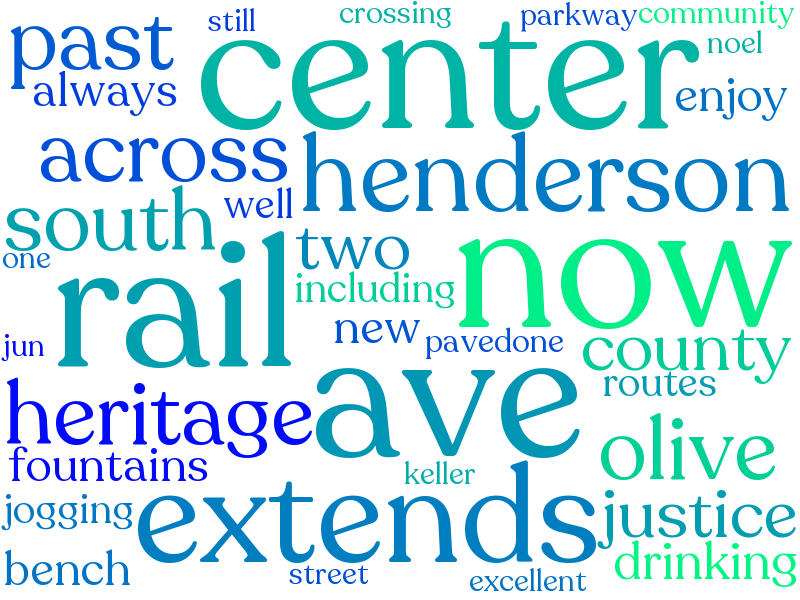 still
crossing
parkway
community
past
center
noel
always
enjoy
across
henderson
south
well
one
two
now
rail
including
new
pavedone
county
jun
ave
routes
heritage
olive
fountains
keller
extends
jogging
justice
drinking
bench
street
excellent